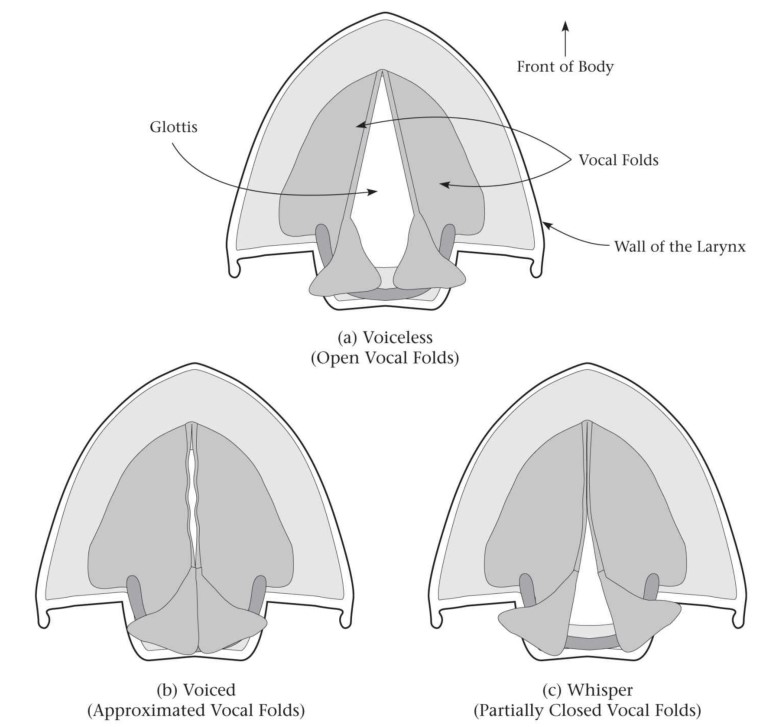 Front of Body
Glottis
Vocal Folds
Wall of the Larynx
(a) Voiceless
(Open Vocal Folds)
(b) Voiced
(Approximated Vocal Folds)
(c) Whisper
(Partially Closed Vocal Folds)